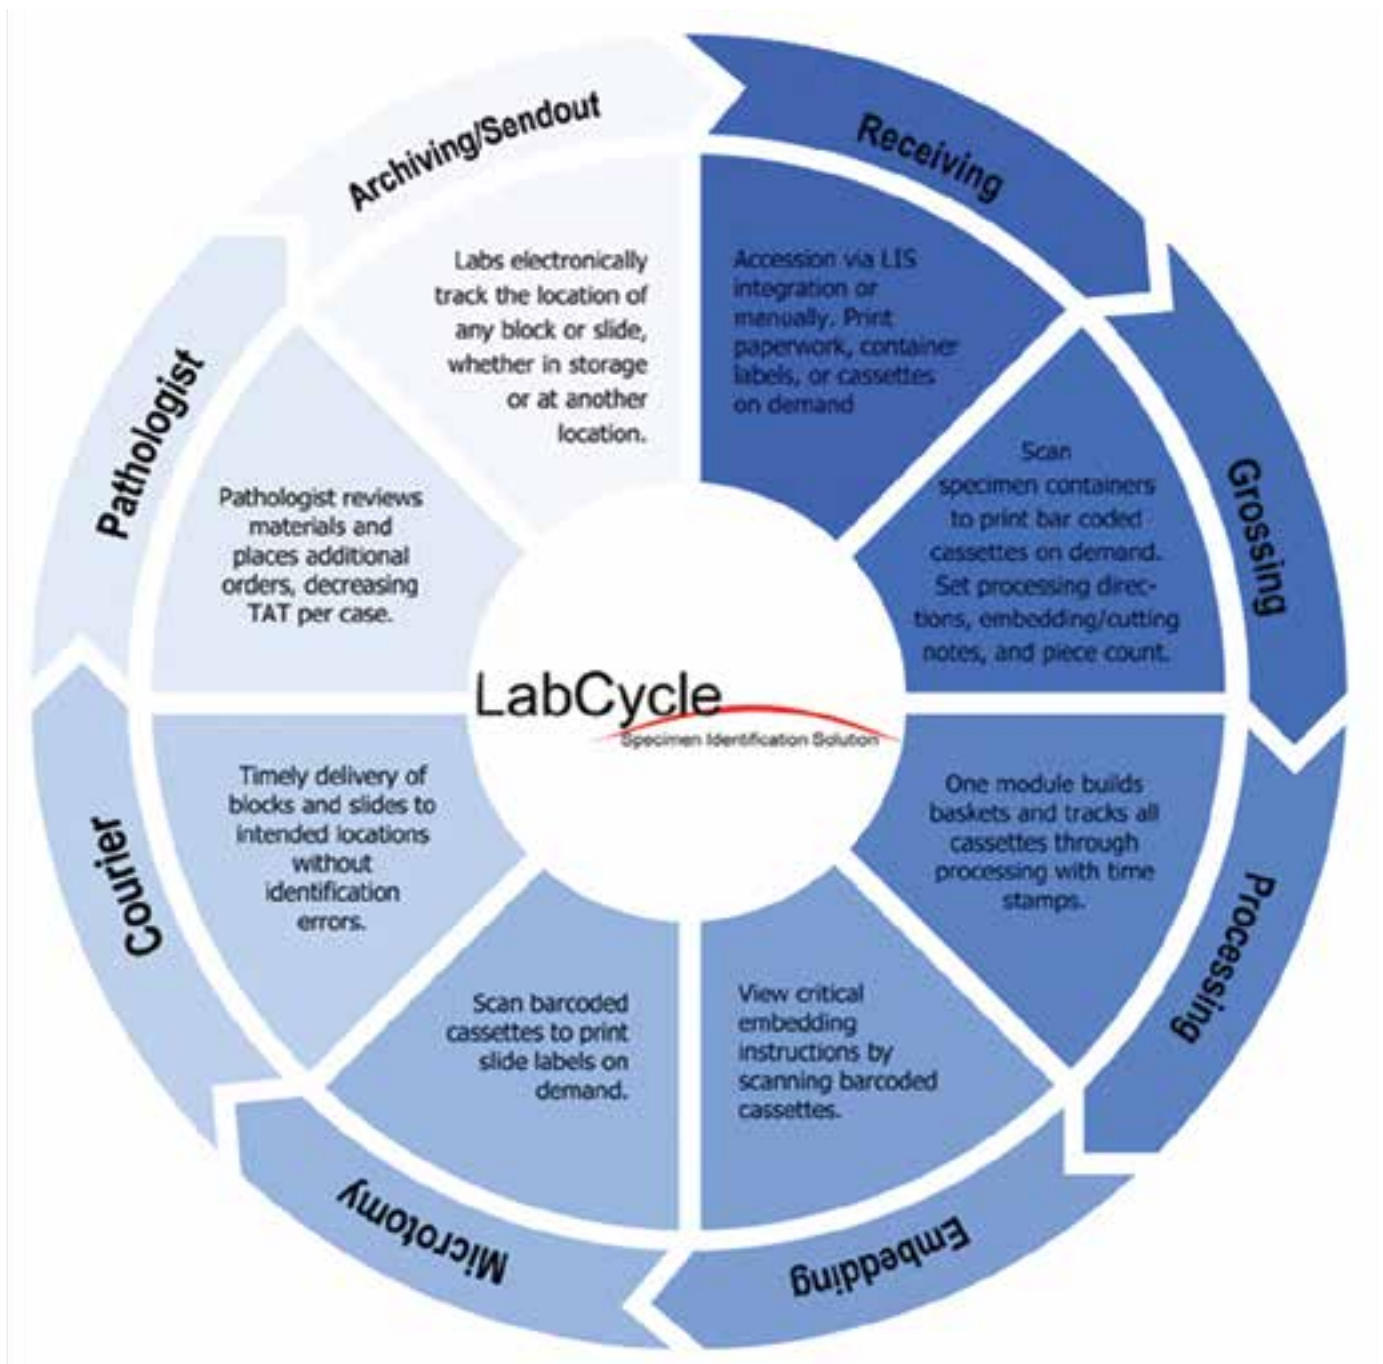 Receiving
Accession via LIS
integration or
manually. Print
paperwork, container
labels, or cassettes
on demand
Grossing
Scan
specimen containers
to print bar coded
cassettes on demand.
Set processing direc-
tions, embedding/cutting
notes, and piece count.
Processing
One module builds
baskets and tracks all
cassettes through
processing with time
stamps.
Embedding
View critical
embedding
instructions by
scanning barcoded
cassettes.
Microtomy
Scan barcoded
cassettes to print
slide labels on
demand.
Courier
Timely delivery of
blocks and slides to
intended locations
without
identification
errors.
Pathologist
Pathologist reviews
materials and
places additional
orders, decreasing
TAT per case.
Archiving/Sendout
Labs electronically
track the location of
any block or slide,
whether in storage
or at another
location.
LabCycle
Specimen Identification Solution